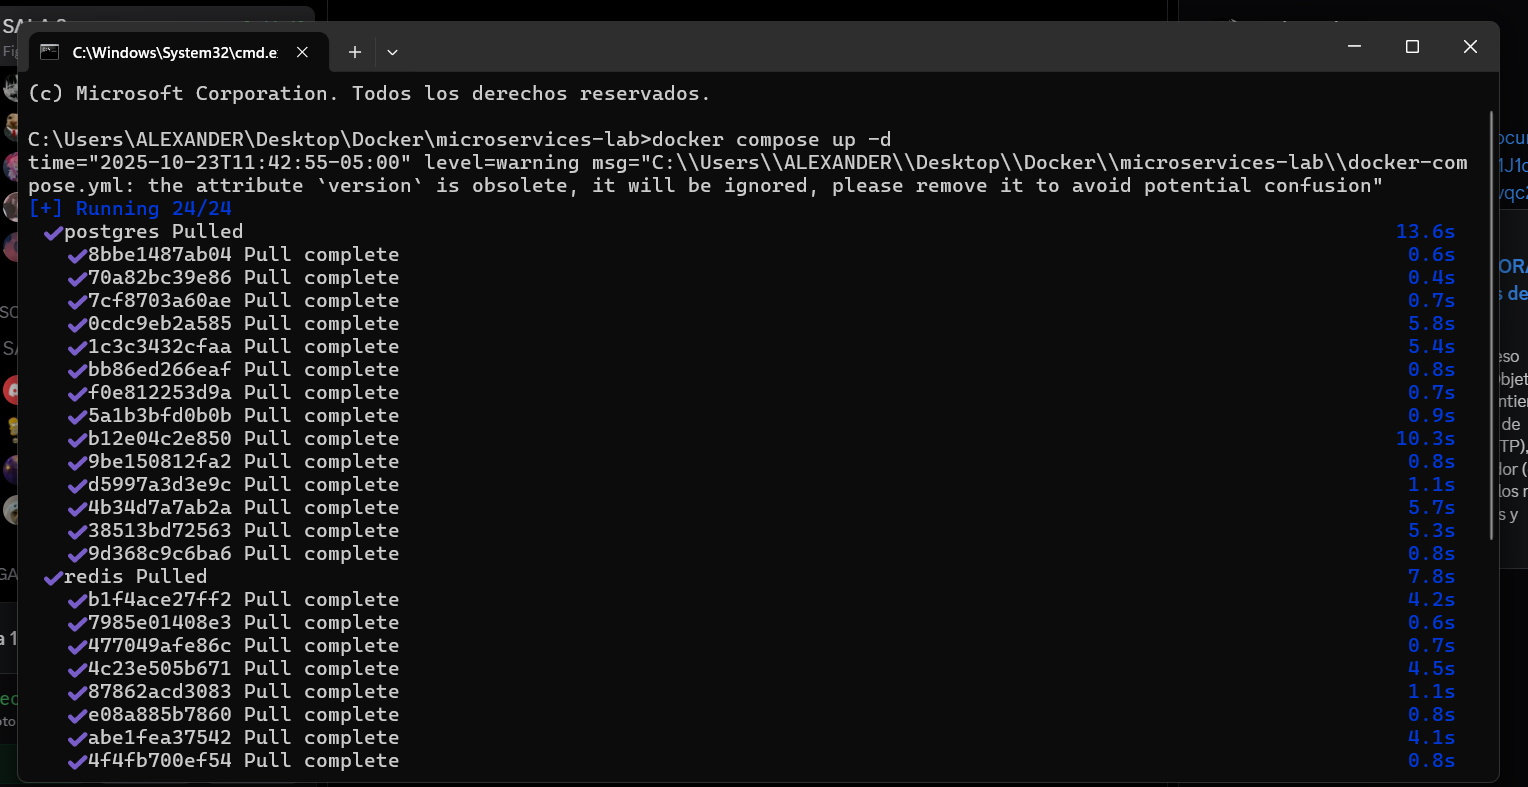 C:\Windows\System32\cmd.e
(c) Microsoft Corporation. Todos los derechos reservados.
C:\Users\ALEXANDER\Desktop\Docker\microservices-lab>docker compose up -d
time="2025-10-23T11:42:55-05:00" level=warning msg="C:\\Users\\ALEXANDER\\Desktop\\Docker\\microservices-lab\\docker-com
pose.yml: the attribute `version` is obsolete, it will be ignored, please remove it to avoid potential confusion"
[+] Running 24/24
✔postgres Pulled 13.6s
✔8bbe1487ab04 Pull complete 0.6s
✔70a82bc39e86 Pull complete 0.4s
✔7cf8703a60ae Pull complete 0.7s
✔0cdc9eb2a585 Pull complete 5.8s
✔1c3c3432cfaa Pull complete 5.4s
✔bb86ed266eaf Pull complete 0.8s
✔f0e812253d9a Pull complete 0.7s
✔5a1b3bfd0b0b Pull complete 0.9s
✔b12e04c2e850 Pull complete 10.3s
✔9be150812fa2 Pull complete 0.8s
✔d5997a3d3e9c Pull complete 1.1s
✔4b34d7a7ab2a Pull complete 5.7s
✔38513bd72563 Pull complete 5.3s
✔9d368c9c6ba6 Pull complete 0.8s
✔redis Pulled 7.8s
✔b1f4ace27ff2 Pull complete 4.2s
✔7985e01408e3 Pull complete 0.6s
✔477049afe86c Pull complete 0.7s
✔4c23e505b671 Pull complete 4.5s
✔87862acd3083 Pull complete 1.1s
✔e08a885b7860 Pull complete 0.8s
✔abe1fea37542 Pull complete 4.1s
✔4f4fb700ef54 Pull complete 0.8s